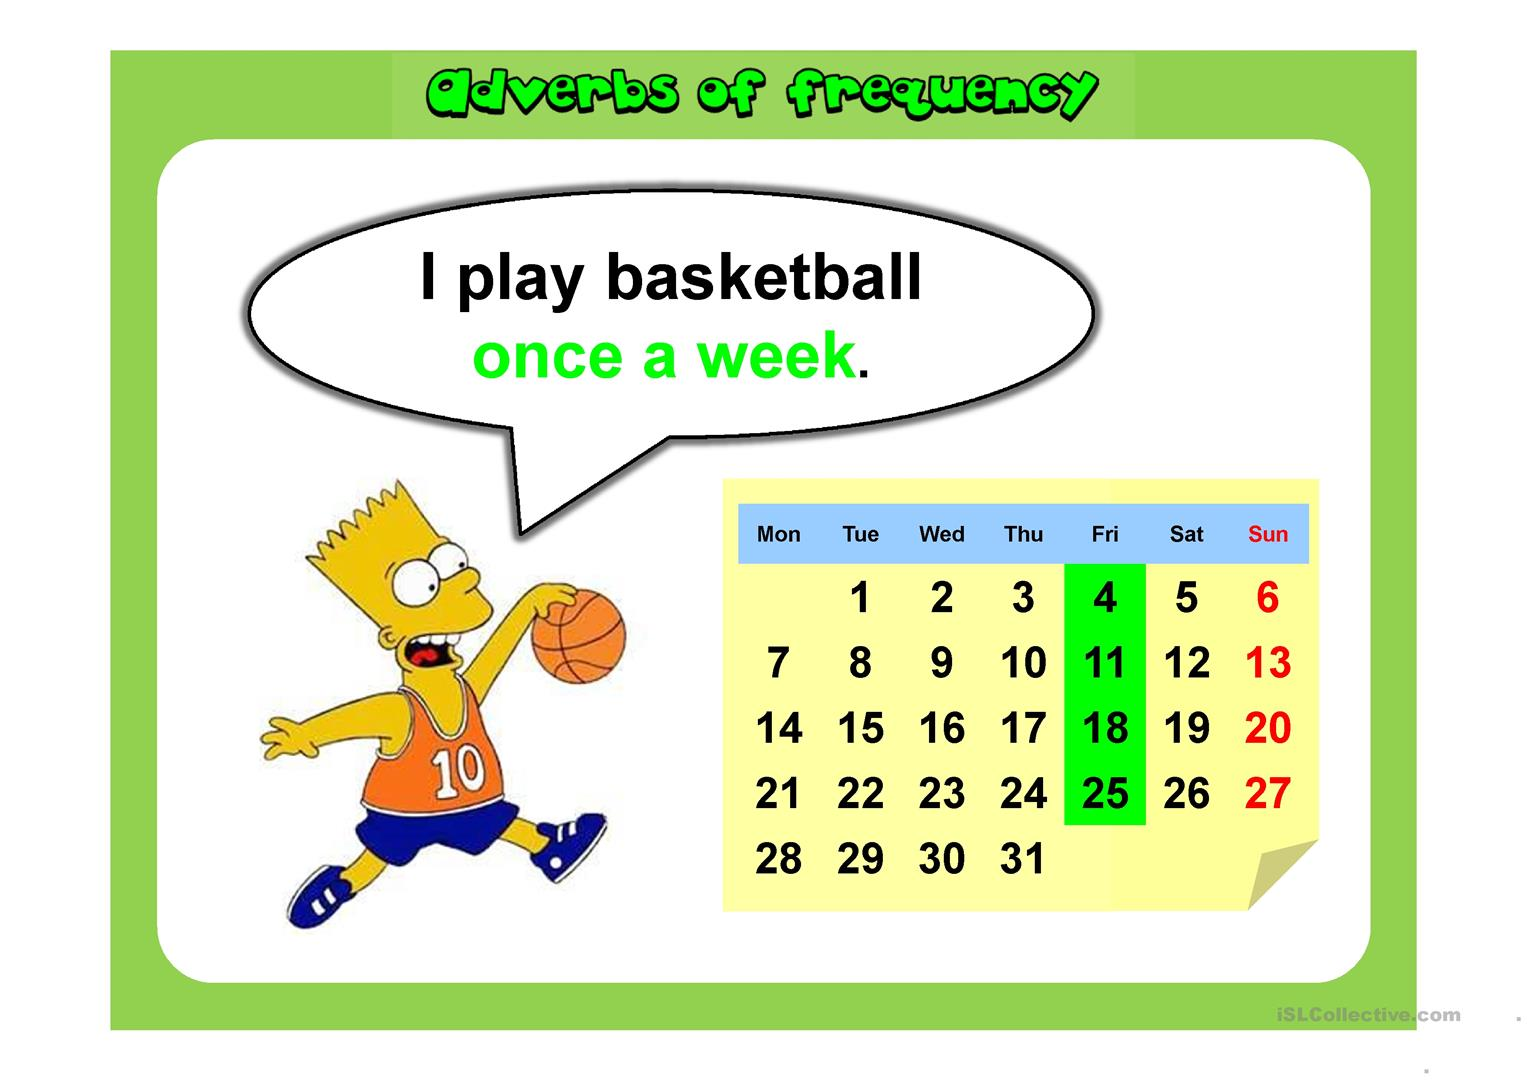 adverbs of frequency
I play basketball
once a week.
Mon Tue Wed Thu Fri Sat Sun
1 2 3 4 5 6
7 8 9 10 11 12 13
14 15 16 17 18 19 20
21 22 23 24 25 26 27
28 29 30 31
10
iSLCollective.com